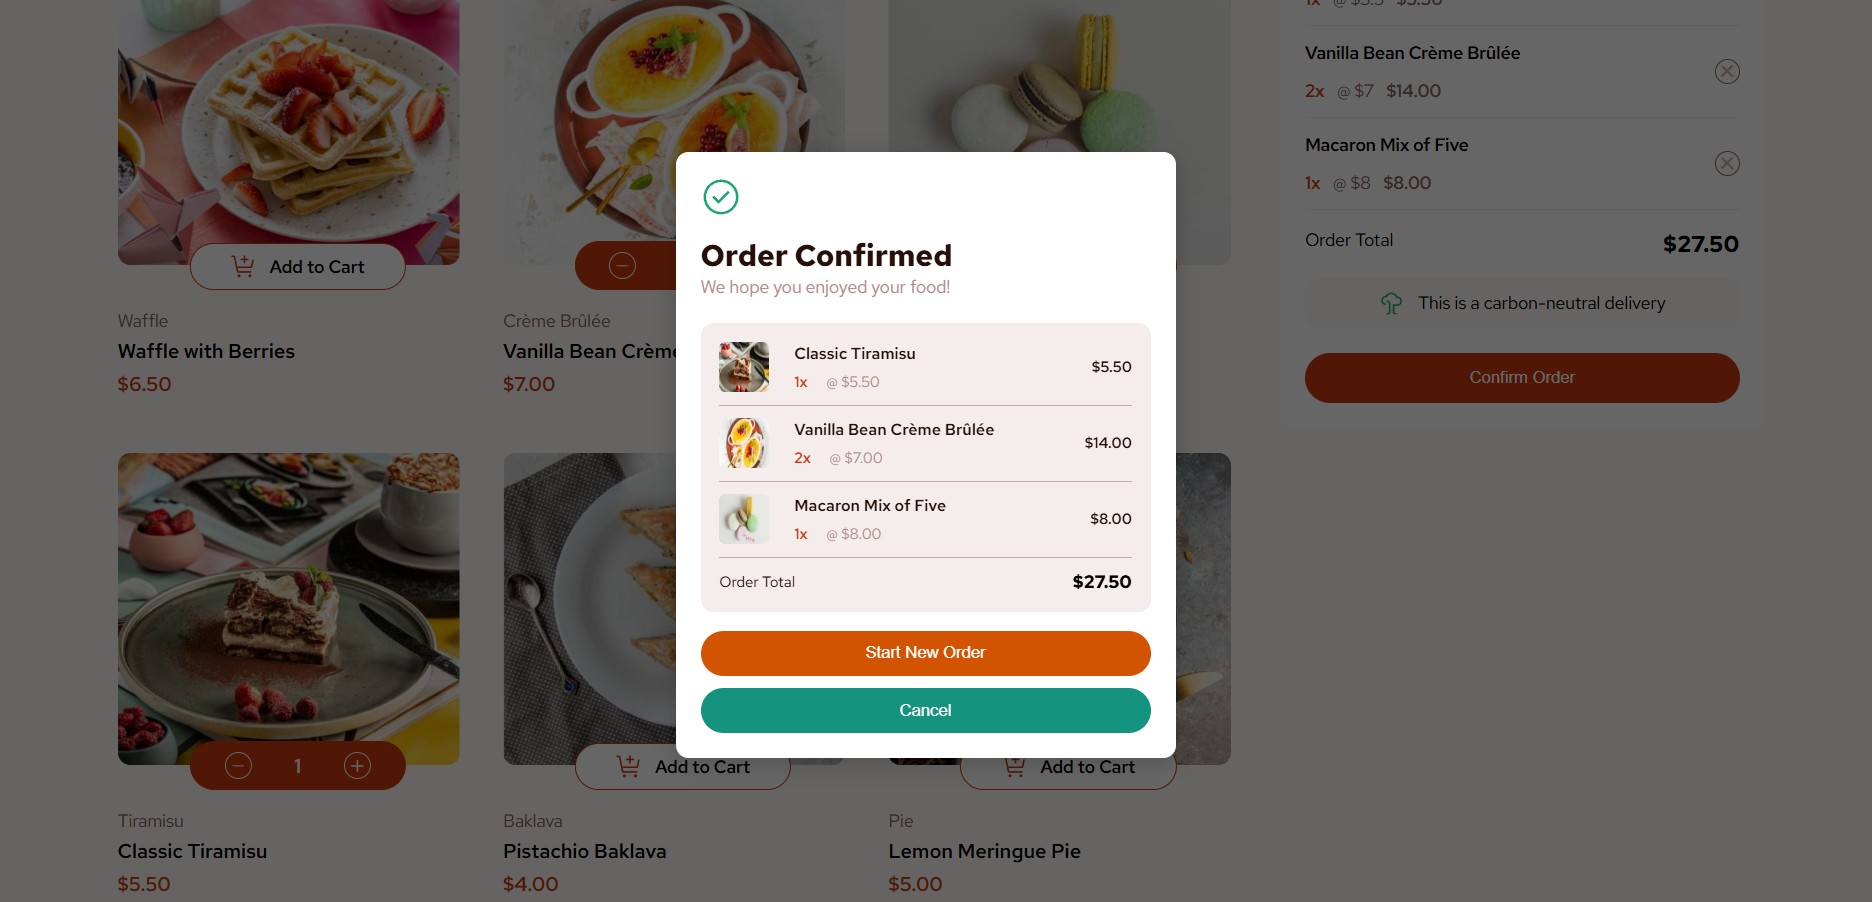 Add to Cart
Waffle
Waffle with Berries
$6.50
Crème Brûlée
Vanilla Bean Crème
$7.00
1
Tiramisu
Classic Tiramisu
$5.50
Add to Cart
Baklava
Pistachio Baklava
$4.00
Add to Cart
Pie
Lemon Meringue Pie
$5.00
Order Confirmed
We hope you enjoyed your food!
Classic Tiramisu
1x @ $5.50
$5.50
Vanilla Bean Crème Brûlée
2x @ $7.00
$14.00
Macaron Mix of Five
1x @ $8.00
$8.00
Order Total $27.50
Start New Order
Cancel
1x @ $5.5 $5.50
Vanilla Bean Crème Brûlée
2x @ $7 $14.00
Macaron Mix of Five
1x @ $8 $8.00
Order Total $27.50
This is a carbon-neutral delivery
Confirm Order